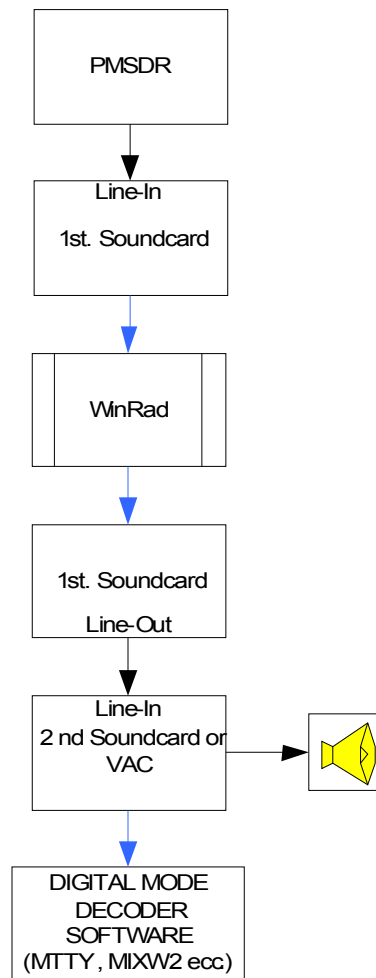 PMSDR
Line-In
1st. Soundcard
WinRad
1st. Soundcard
Line-Out
Line-In
2 nd Soundcard or
VAC
DIGITAL MODE
DECODER
SOFTWARE
(MTTY , MIXW2 ecc.)